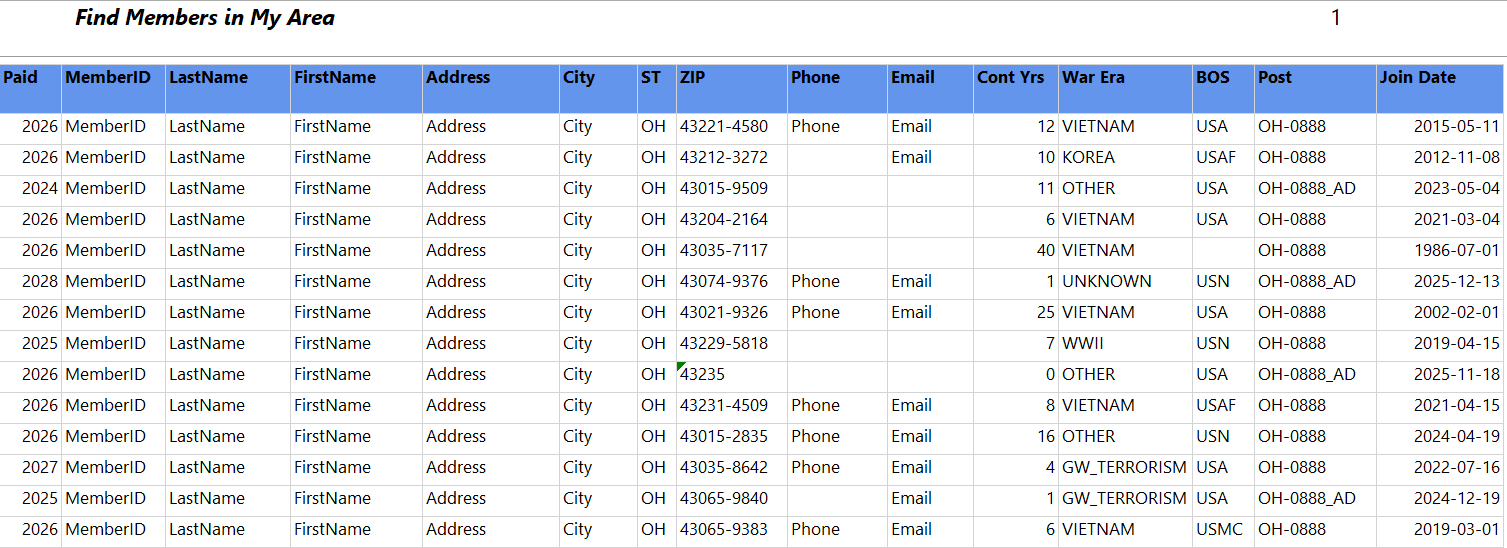 Find Members in My Area 1
Paid MemberID LastName FirstName Address City ST ZIP Phone Email Cont Yrs War Era BOS Post Join Date
2026 MemberID LastName FirstName Address City OH 43221-4580 Phone Email 12 VIETNAM USA OH-0888 2015-05-11
2026 MemberID LastName FirstName Address City OH 43212-3272 Email 10 KOREA USAF OH-0888 2012-11-08
2024 MemberID LastName FirstName Address City OH 43015-9509 11 OTHER USA OH-0888_AD 2023-05-04
2026 MemberID LastName FirstName Address City OH 43204-2164 6 VIETNAM USA OH-0888 2021-03-04
2026 MemberID LastName FirstName Address City OH 43035-7117 40 VIETNAM OH-0888 1986-07-01
2028 MemberID LastName FirstName Address City OH 43074-9376 Phone Email 1 UNKNOWN USN OH-0888_AD 2025-12-13
2026 MemberID LastName FirstName Address City OH 43021-9326 Phone Email 25 VIETNAM USA OH-0888 2002-02-01
2025 MemberID LastName FirstName Address City OH 43229-5818 7 WWII USN OH-0888 2019-04-15
2026 MemberID LastName FirstName Address City OH 43235 0 OTHER USA OH-0888_AD 2025-11-18
2026 MemberID LastName FirstName Address City OH 43231-4509 Phone Email 8 VIETNAM USAF OH-0888 2021-04-15
2026 MemberID LastName FirstName Address City OH 43015-2835 Phone Email 16 OTHER USN OH-0888 2024-04-19
2027 MemberID LastName FirstName Address City OH 43035-8642 Phone Email 4 GW_TERRORISM USA OH-0888 2022-07-16
2025 MemberID LastName FirstName Address City OH 43065-9840 Email 1 GW_TERRORISM USA OH-0888_AD 2024-12-19
2026 MemberID LastName FirstName Address City OH 43065-9383 Phone Email 6 VIETNAM USMC OH-0888 2019-03-01